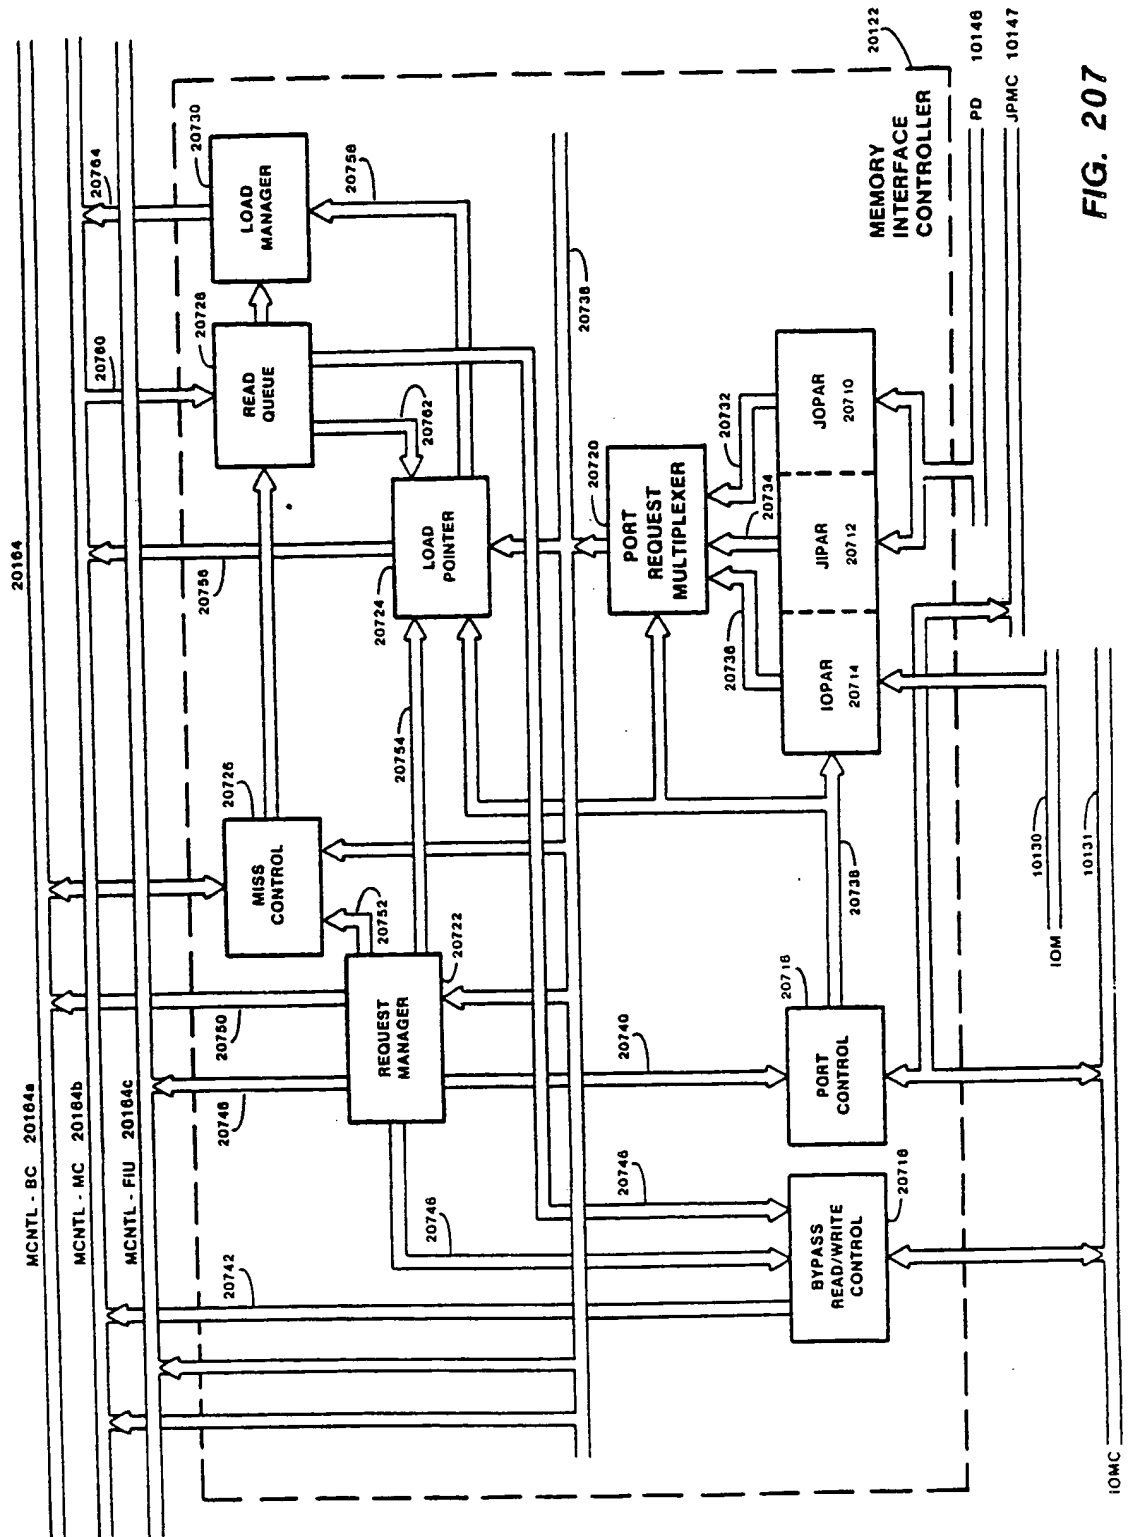 20164
MCNTL - BC 20164a
MCNTL - MC 20164b
MCNTL - FIU 20164c
20742
20746
20750
20756
20760
20764
MISS
CONTROL
20726
READ
QUEUE
20728
LOAD
MANAGER
20730
REQUEST
MANAGER
20722
20752
20754
LOAD
POINTER
20724
20762
20758
20746
20746
20740
20738
PORT
REQUEST
MULTIPLEXER
20720
20736
20734
20732
BYPASS
READ/WRITE
CONTROL
20718
PORT
CONTROL
20716
20738
IOPAR
20714
JIPAR
20712
JOPAR
20710
MEMORY
INTERFACE
CONTROLLER
20122
PD 10146
JPMC 10147
IOM
10130
IOMC
10131
FIG. 207